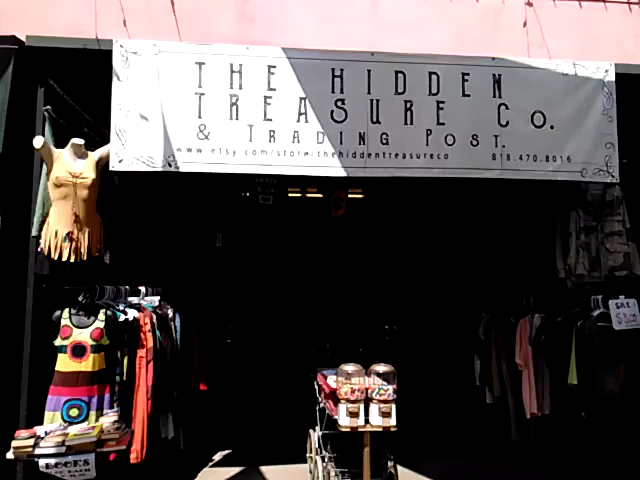 THE HIDDEN
TREASURE Co.
& TRADING POST.
www.etsy.com/store/thehiddentreasureco 818.470.8016
SALE
BOOKS